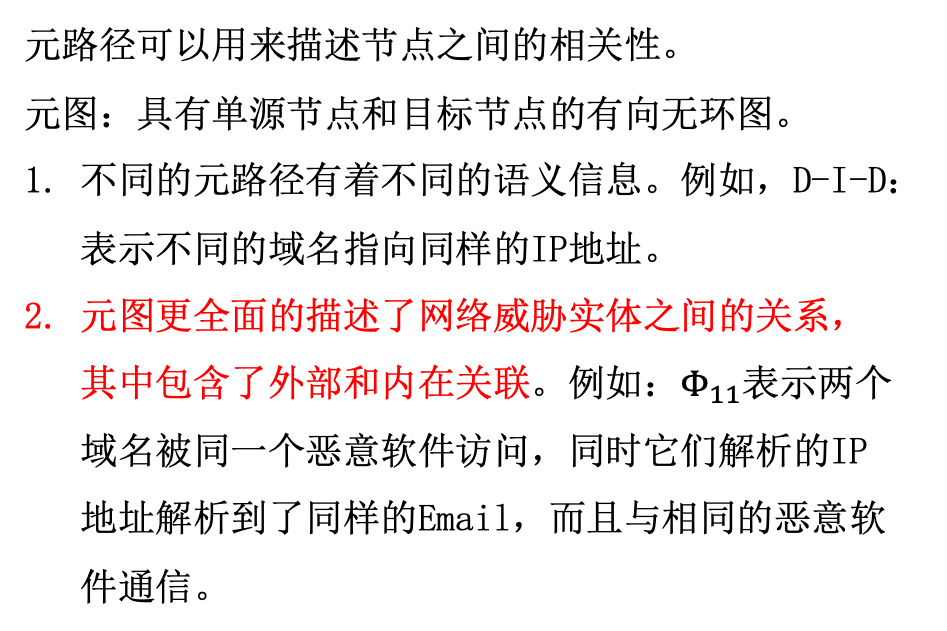 元路径可以用来描述节点之间的相关性。
元图：具有单源节点和目标节点的有向无环图。
1. 不同的元路径有着不同的语义信息。例如，D-I-D：
表示不同的域名指向同样的IP地址。
2. 元图更全面的描述了网络威胁实体之间的关系，
其中包含了外部和内在关联。例如：Φ₁₁表示两个
域名被同一个恶意软件访问，同时它们解析的IP
地址解析到了同样的Email，而且与相同的恶意软
件通信。